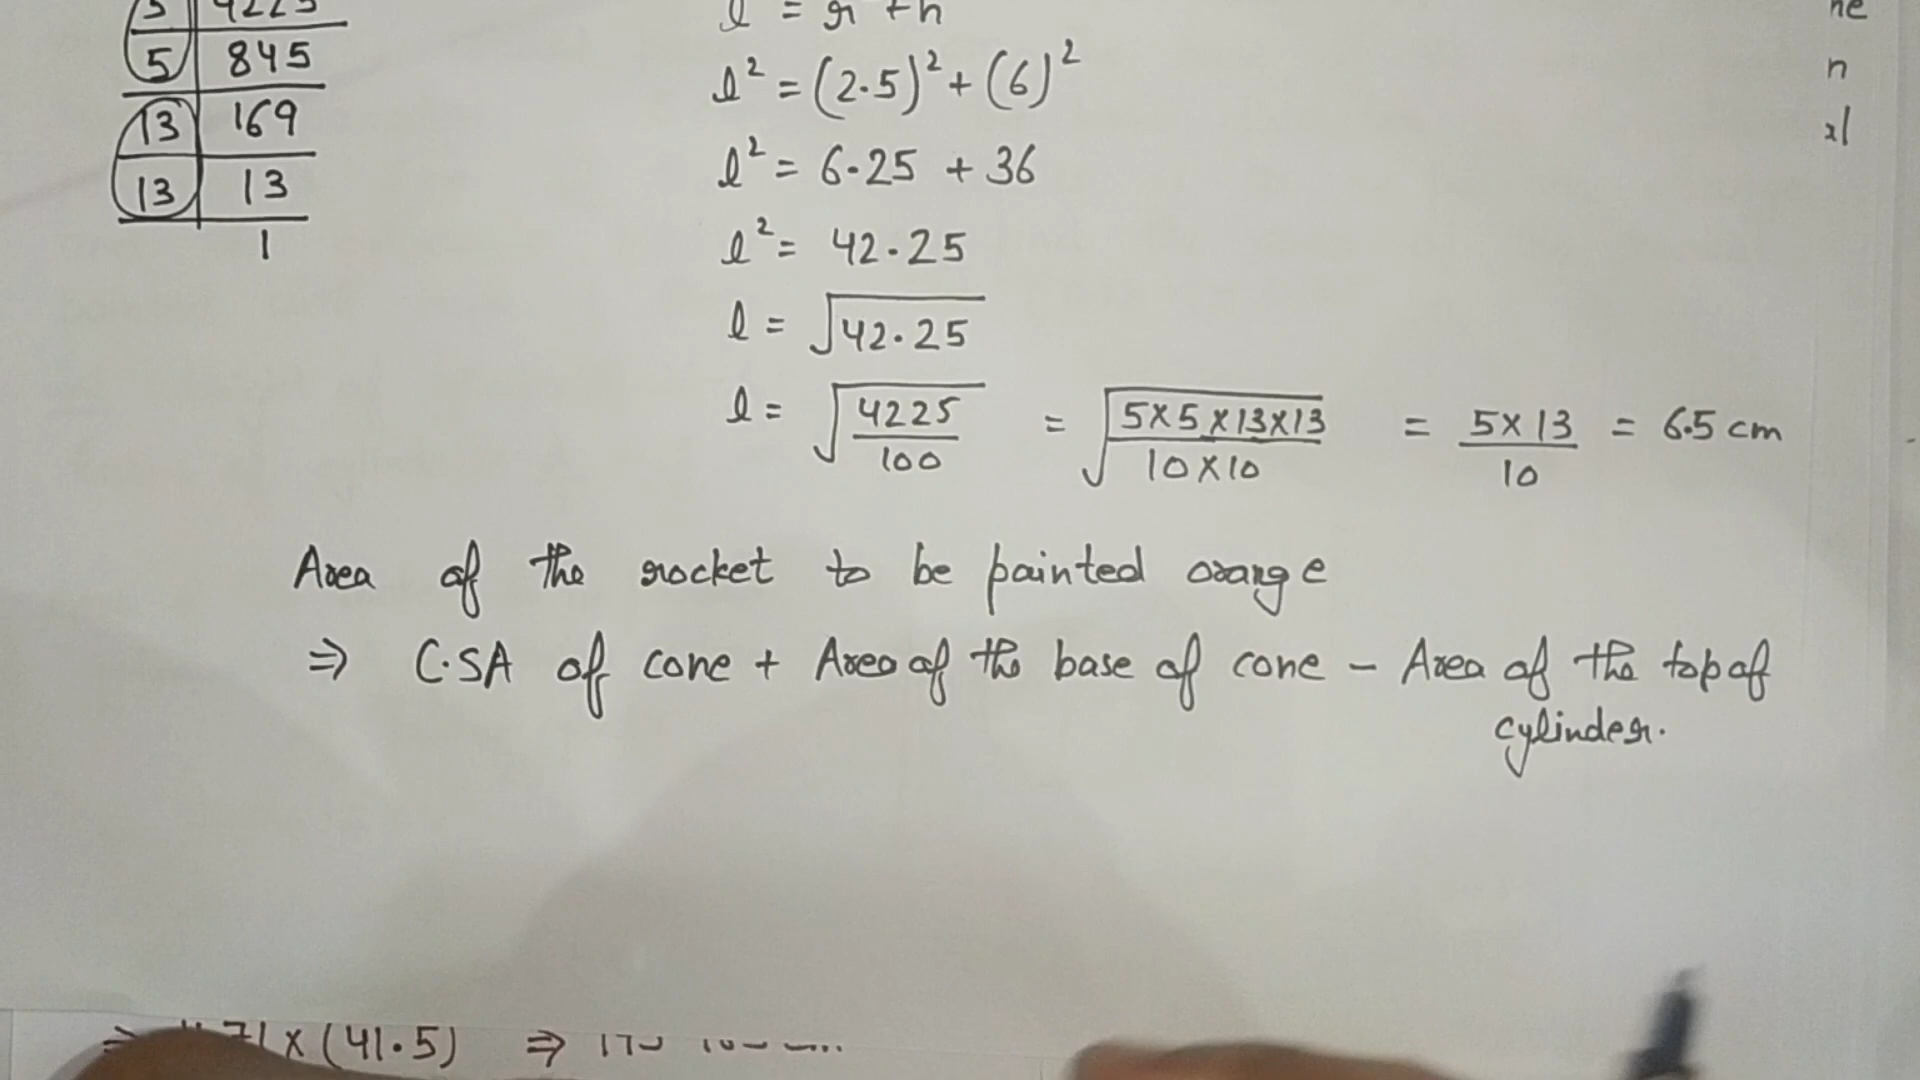 5 | 4225
5 | 845
13 | 169
13 | 13
1
l² = (2.5)² + (6)²
l² = 6.25 + 36
l² = 42.25
l = √42.25
l = √4225/100 = √5×5×13×13/10×10 = 5×13/10 = 6.5 cm
Area of the rocket to be painted orange
⇒ C.SA of cone + Area of the base of cone - Area of the top of
cylinder.
× (41.5) ⇒